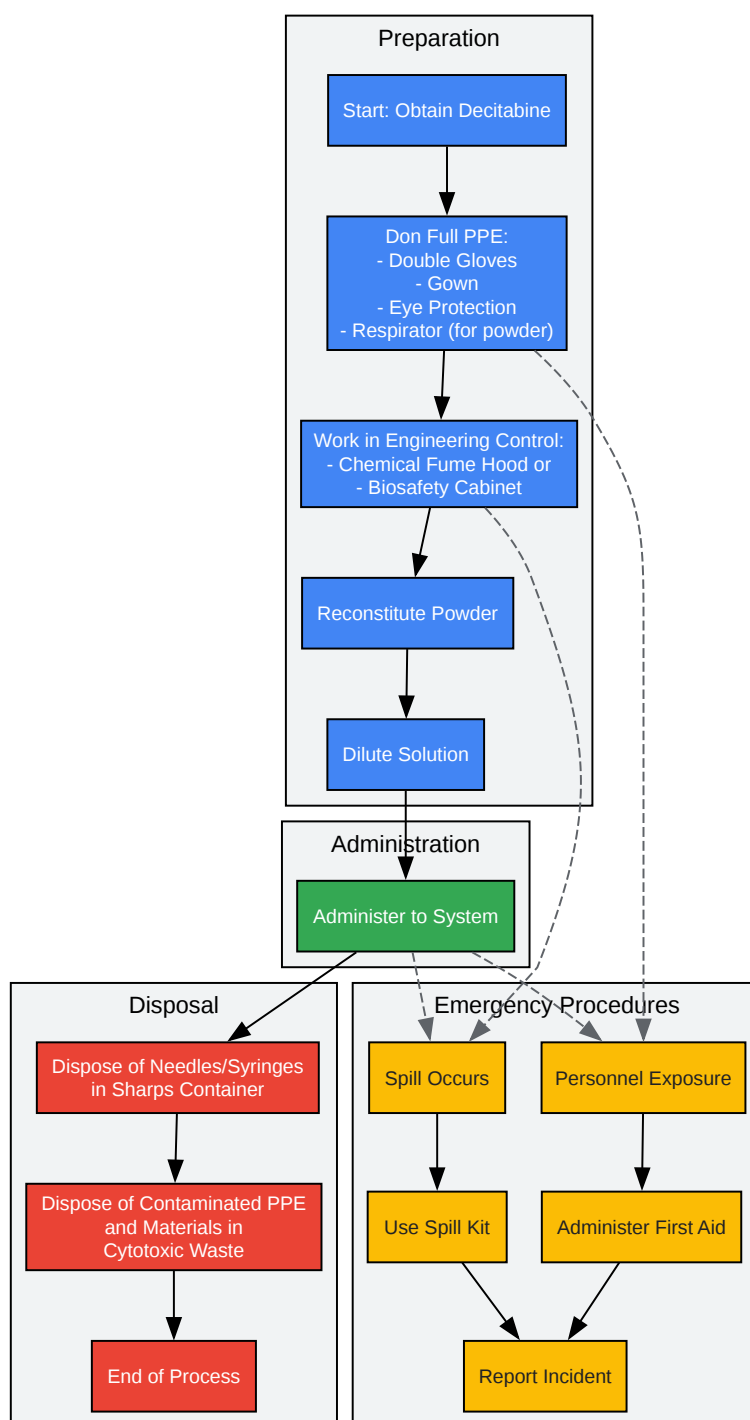 Preparation
Start: Obtain Decitabine
Don Full PPE:
- Double Gloves
- Gown
- Eye Protection
- Respirator (for powder)
Work in Engineering Control:
- Chemical Fume Hood or
- Biosafety Cabinet
Reconstitute Powder
Dilute Solution
Administration
Administer to System
Disposal
Dispose of Needles/Syringes
in Sharps Container
Dispose of Contaminated PPE
and Materials in
Cytotoxic Waste
End of Process
Emergency Procedures
Spill Occurs
Personnel Exposure
Use Spill Kit
Administer First Aid
Report Incident